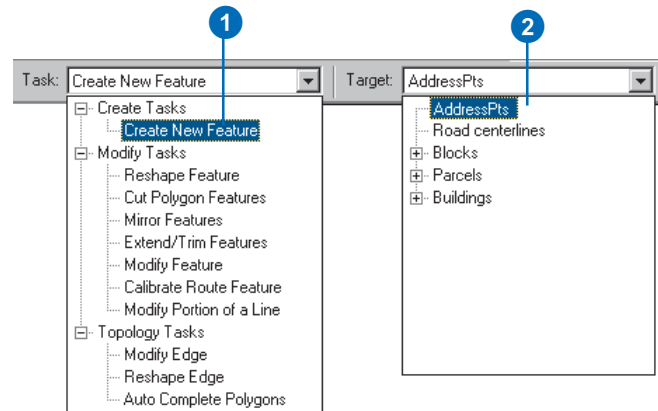 1
2
Task: Create New Feature
Target: AddressPts
Create Tasks
Create New Feature
Modify Tasks
Reshape Feature
Cut Polygon Features
Mirror Features
Extend/Trim Features
Modify Feature
Calibrate Route Feature
Modify Portion of a Line
Topology Tasks
Modify Edge
Reshape Edge
Auto Complete Polygons
AddressPts
Road centerlines
Blocks
Parcels
Buildings